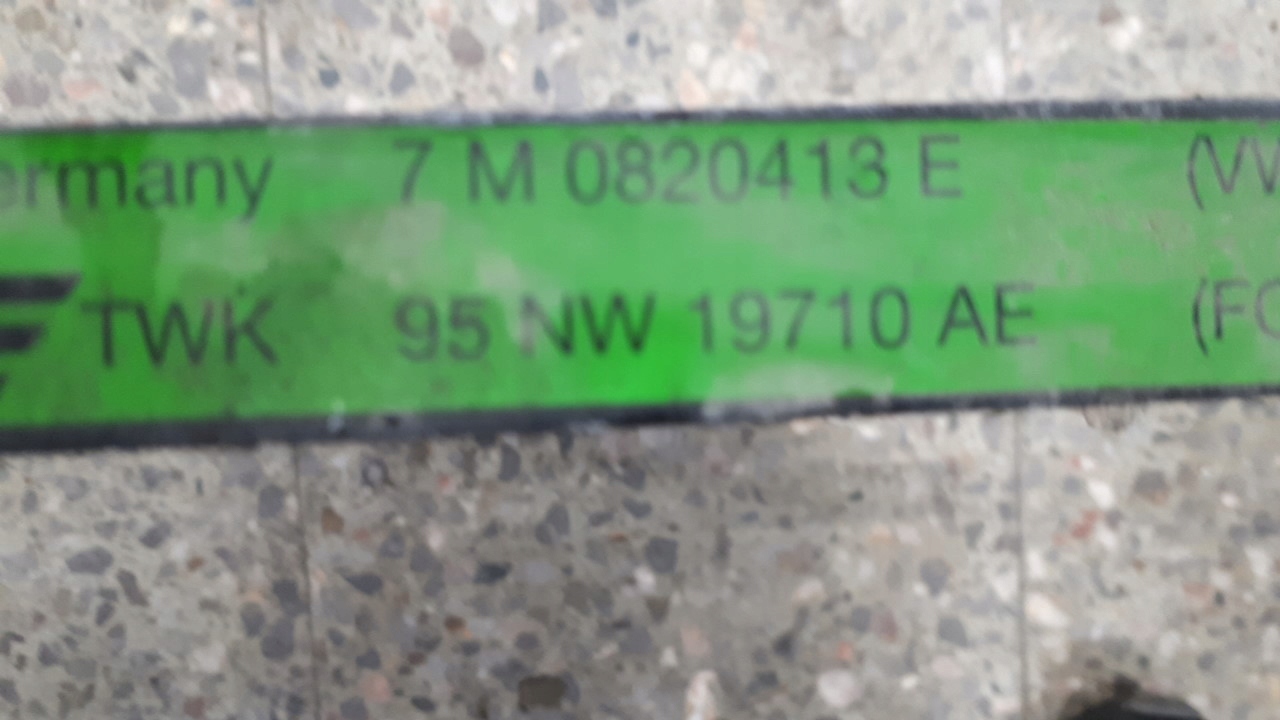 ermany 7 M 0820413 E (VW
TWK 95 NW 19710 AE (FO